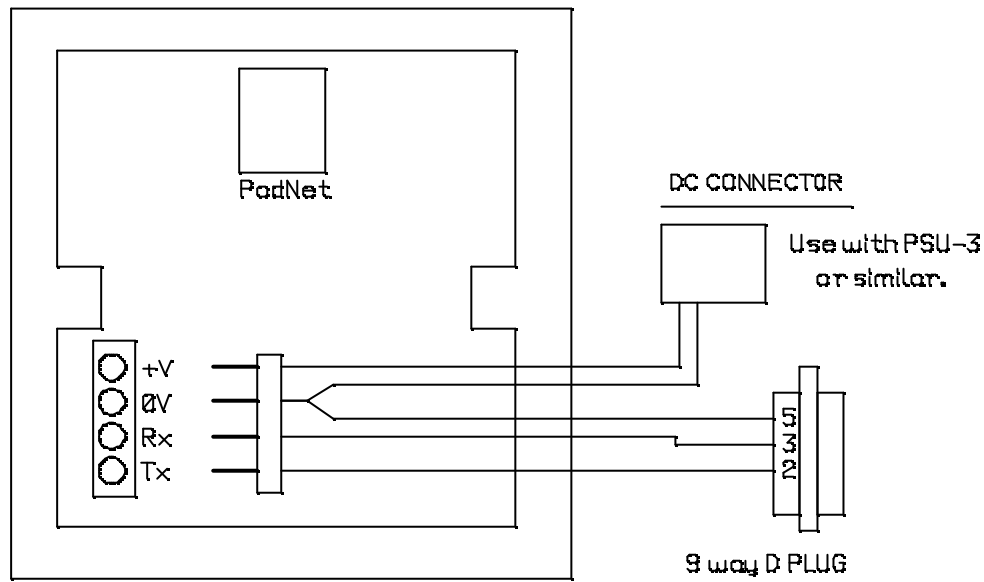 PadNet
DC CONNECTOR
Use with PSU-3
or similar.
+V
0V
Rx
Tx
5
3
2
9 way D PLUG